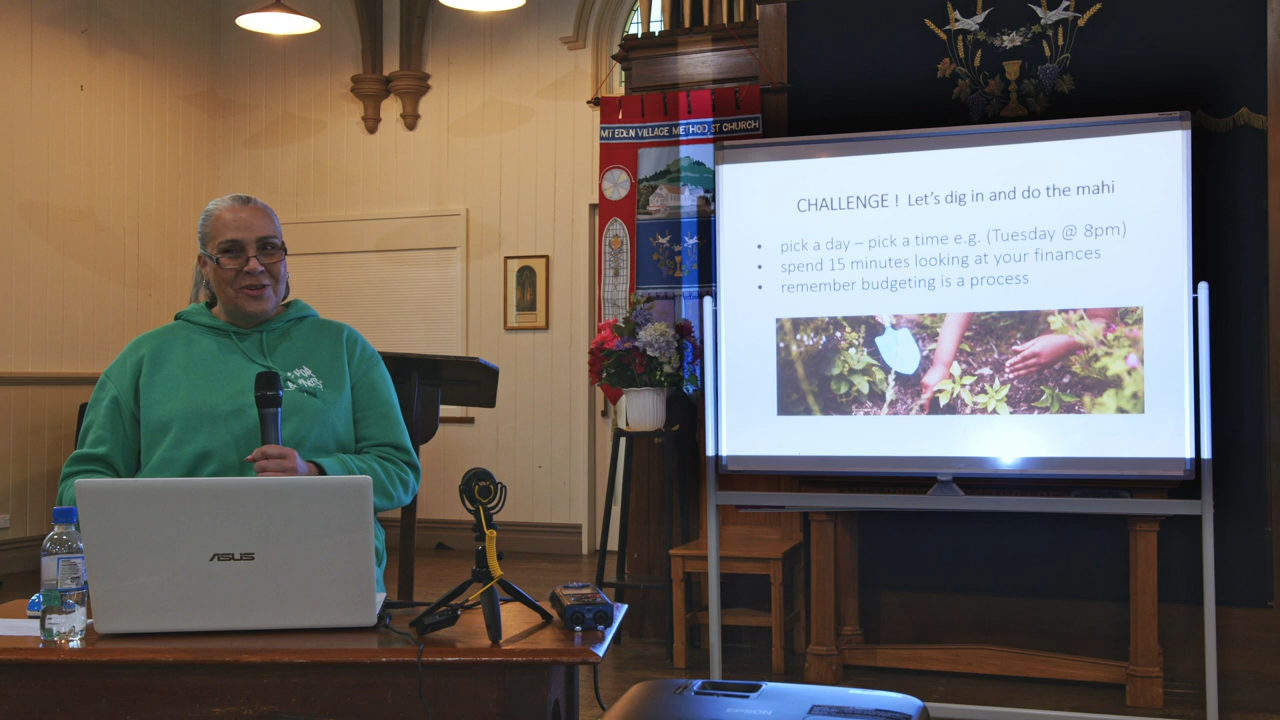 MT EDEN VILLAGE METHODIST CHURCH
CHALLENGE ! Let's dig in and do the mahi
• pick a day – pick a time e.g. (Tuesday @ 8pm)
• spend 15 minutes looking at your finances
• remember budgeting is a process
ASUS
EPSON